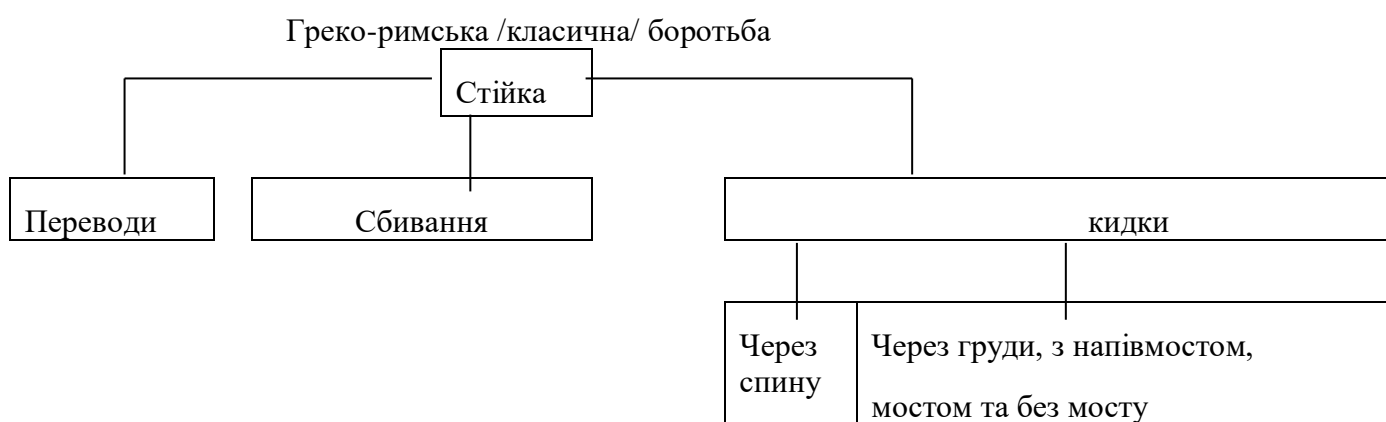 Греко-римська /класична/ боротьба
Стійка
Переводи
Сбивання
кидки
Через
спину
Через груди, з напівмостом,
мостом та без мосту